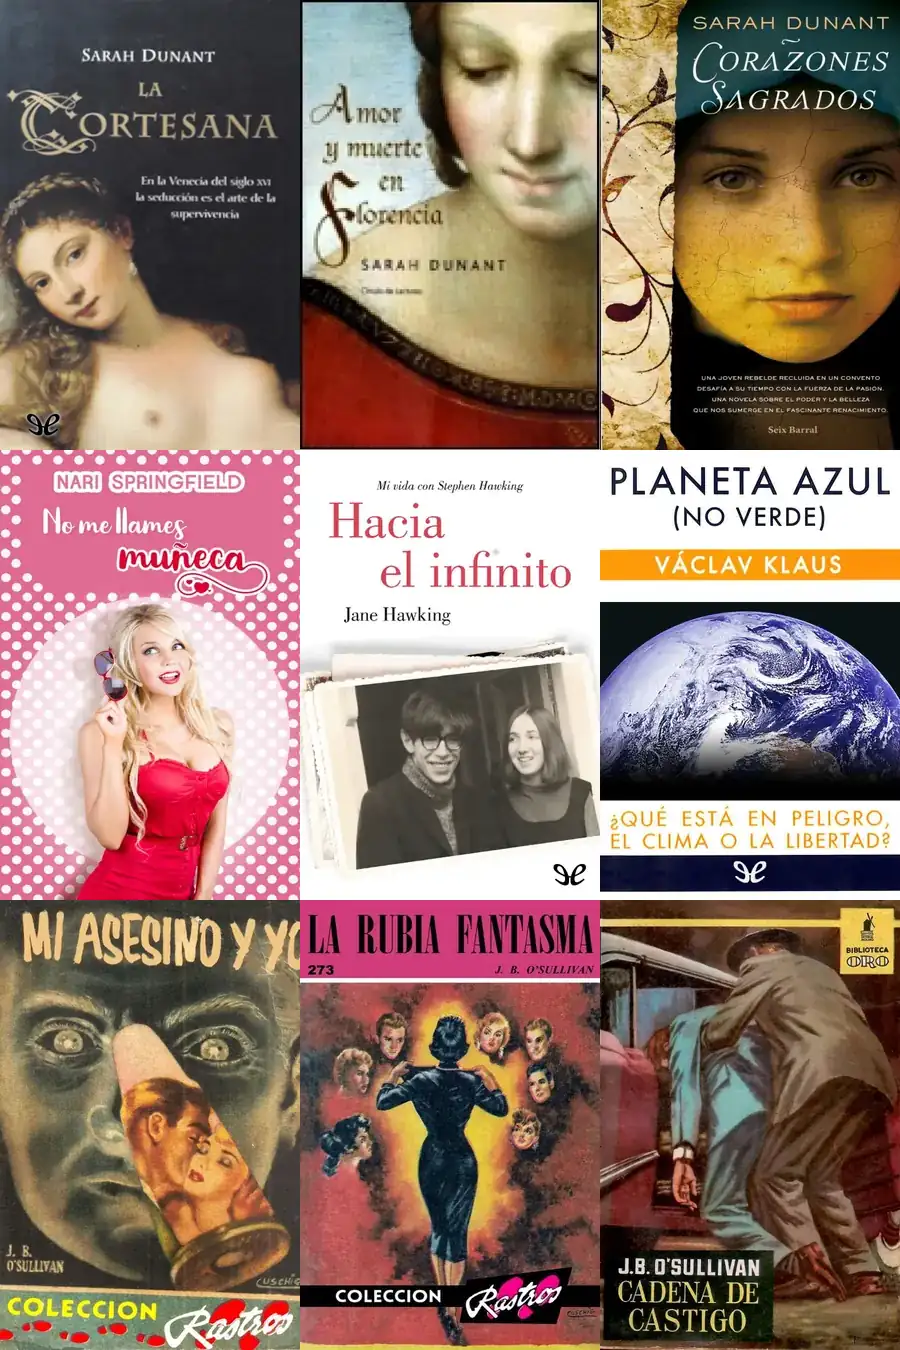 SARAH DUNANT
LA
CORTESANA
En la Venecia del siglo XVI
la seducción es el arte de la
supervivencia
Amor
y muerte
en
Florencia
SARAH DUNANT
Círculo de Lectores
SARAH DUNANT
CORAZONES
SAGRADOS
UNA JOVEN REBELDE RECLUIDA EN UN CONVENTO
DESAFÍA A SU TIEMPO CON LA FUERZA DE LA PASIÓN.
UNA NOVELA SOBRE EL PODER Y LA BELLEZA
QUE NOS SUMERGE EN EL FASCINANTE RENACIMIENTO.
Seix Barral
NARI SPRINGFIELD
No me llames
muñeca
Mi vida con Stephen Hawking
Hacia
el infinito
Jane Hawking
PLANETA AZUL
(NO VERDE)
VÁCLAV KLAUS
¿QUÉ ESTÁ EN PELIGRO,
EL CLIMA O LA LIBERTAD?
MI ASESINO Y YO
J. B.
O'SULLIVAN
CUSCHIE
COLECCION
Rastros
LA RUBIA FANTASMA
273
J. B. O'SULLIVAN
COLECCION
Rastros
BIBLIOTECA
ORO
J.B. O'SULLIVAN
CADENA DE
CASTIGO